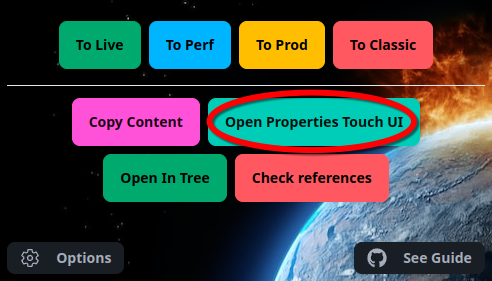 To Live To Perf To Prod To Classic
Copy Content Open Properties Touch UI
Open In Tree Check references
Options See Guide